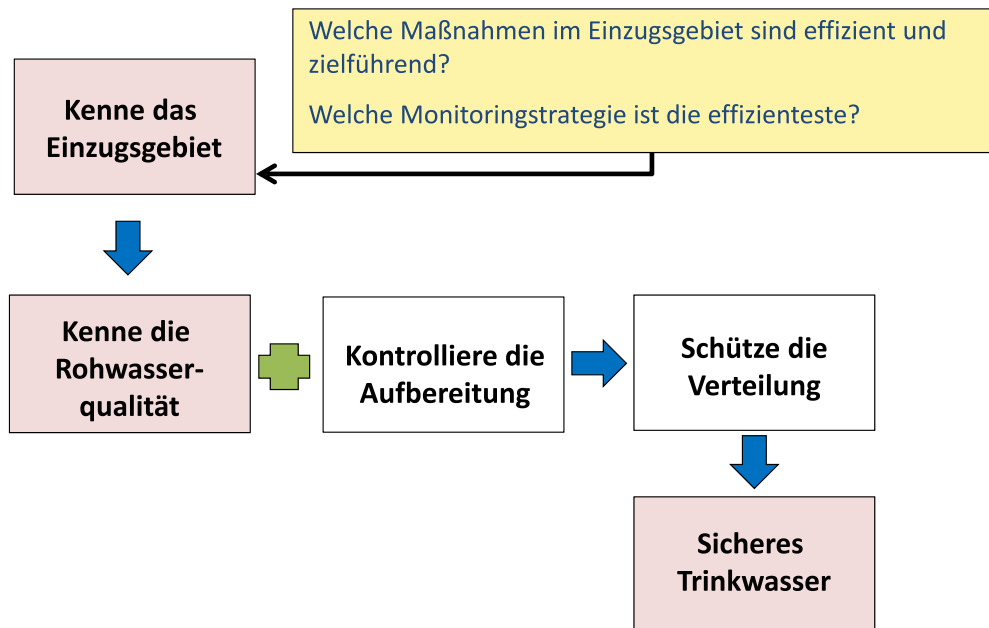 Welche Maßnahmen im Einzugsgebiet sind effizient und
zielführend?
Welche Monitoringstrategie ist die effizienteste?
Kenne das
Einzugsgebiet
Kenne die
Rohwasser-
qualität
Kontrolliere die
Aufbereitung
Schütze die
Verteilung
Sicheres
Trinkwasser